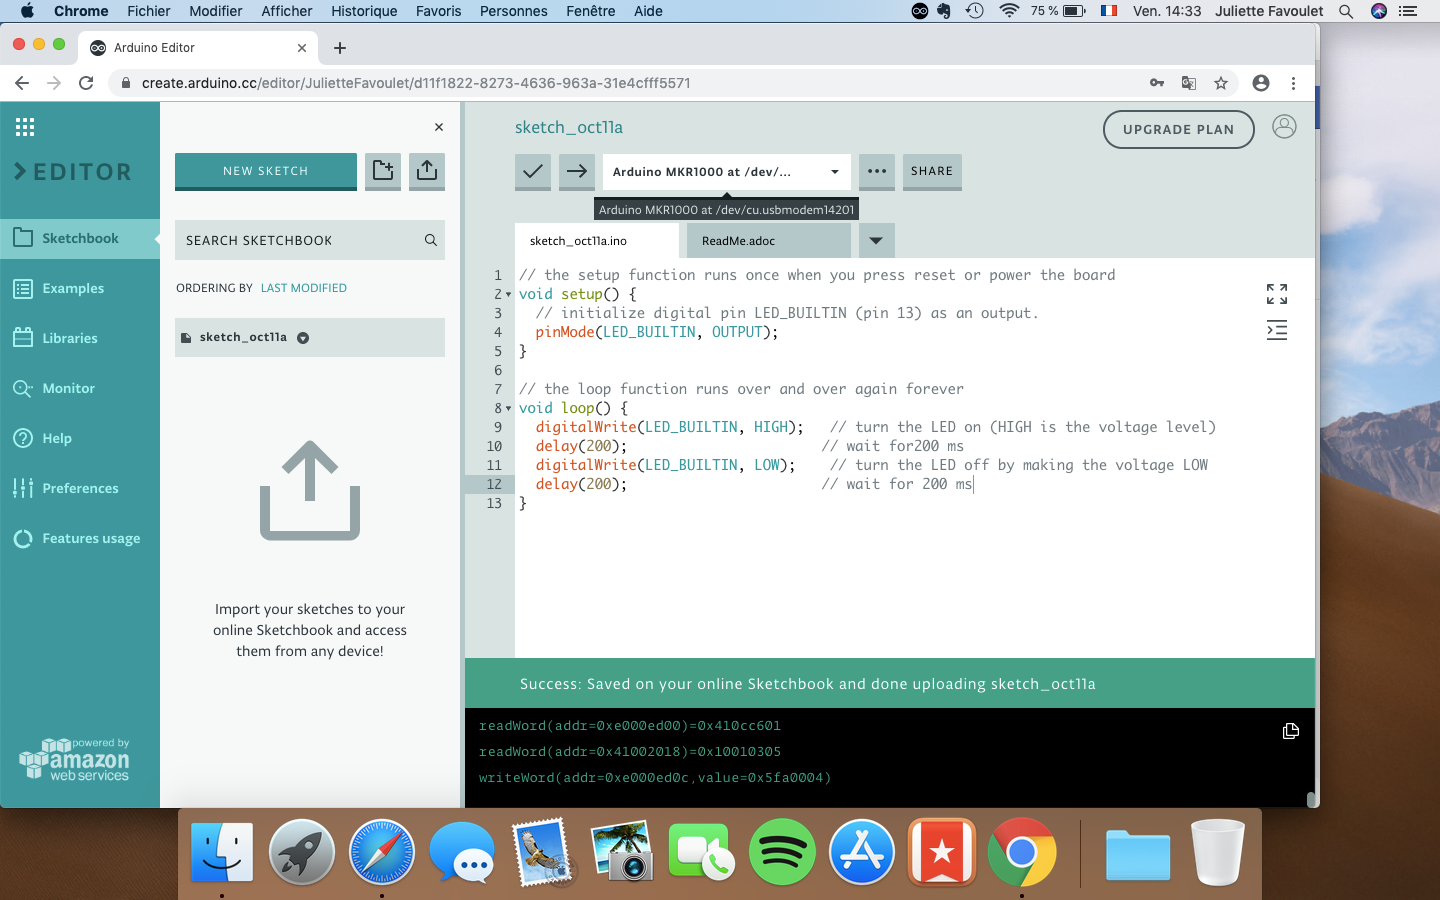 Chrome Fichier Modifier Afficher Historique Favoris Personnes Fenêtre Aide 75 % Ven. 14:33 Juliette Favoulet
Arduino Editor
create.arduino.cc/editor/JulietteFavoulet/d11f1822-8273-4636-963a-31e4cfff5571
EDITOR
Sketchbook
Examples
Libraries
Monitor
Help
Preferences
Features usage
powered by
amazon
web services
NEW SKETCH
SEARCH SKETCHBOOK
ORDERING BY LAST MODIFIED
sketch_oct11a
Import your sketches to your
online Sketchbook and access
them from any device!
sketch_oct11a
UPGRADE PLAN
Arduino MKR1000 at /dev/...
SHARE
Arduino MKR1000 at /dev/cu.usbmodem14201
sketch_oct11a.ino ReadMe.adoc
1 // the setup function runs once when you press reset or power the board
2 void setup() {
3 // initialize digital pin LED_BUILTIN (pin 13) as an output.
4 pinMode(LED_BUILTIN, OUTPUT);
5 }
6
7 // the loop function runs over and over again forever
8 void loop() {
9 digitalWrite(LED_BUILTIN, HIGH); // turn the LED on (HIGH is the voltage level)
10 delay(200); // wait for200 ms
11 digitalWrite(LED_BUILTIN, LOW); // turn the LED off by making the voltage LOW
12 delay(200); // wait for 200 ms
13 }
Success: Saved on your online Sketchbook and done uploading sketch_oct11a
readWord(addr=0xe000ed00)=0x410cc601
readWord(addr=0x41002018)=0x10010305
writeWord(addr=0xe000ed0c,value=0x5fa0004)